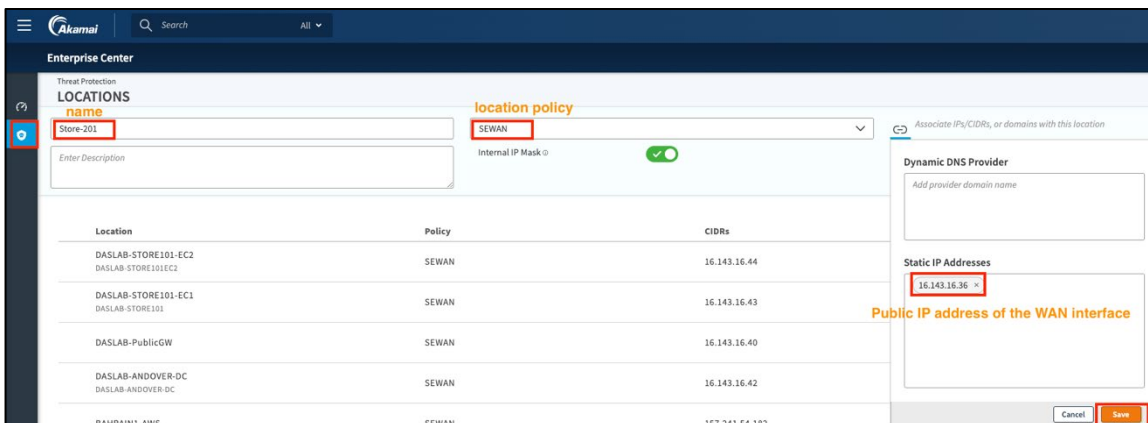 Akamai Search All
Enterprise Center
Threat Protection
LOCATIONS
name
location policy
Store-201
SEWAN
Associate IPs/CIDRs, or domains with this location
Enter Description
Internal IP Mask
Dynamic DNS Provider
Add provider domain name
Location Policy CIDRs
DASLAB-STORE101-EC2 SEWAN 16.143.16.44
DASLAB-STORE101EC2
Static IP Addresses
16.143.16.36 ×
DASLAB-STORE101-EC1 SEWAN 16.143.16.43
DASLAB-STORE101
Public IP address of the WAN interface
DASLAB-PublicGW SEWAN 16.143.16.40
DASLAB-ANDOVER-DC SEWAN 16.143.16.42
DASLAB-ANDOVER-DC
Cancel Save
BAHRAIN1-AWS SEWAN